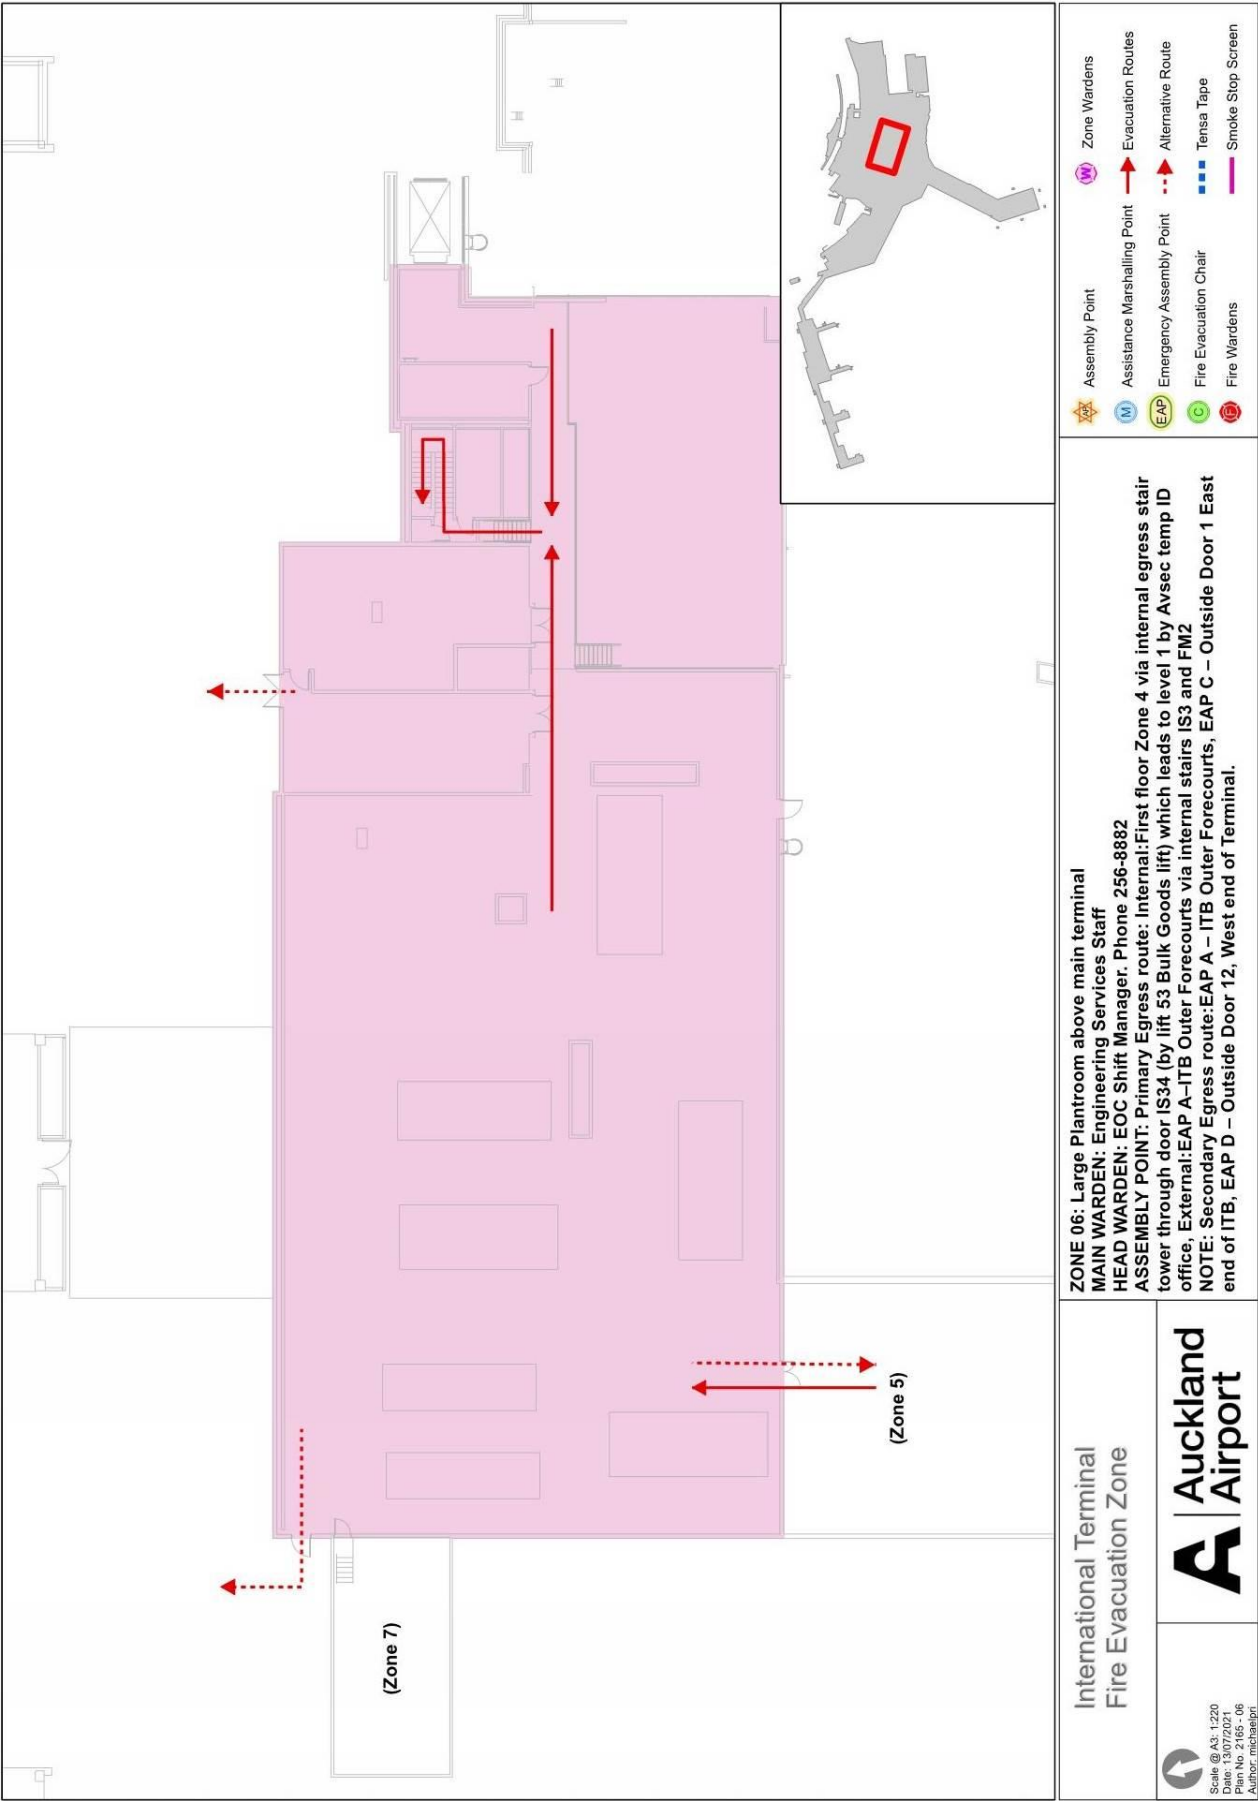 (Zone 7)
(Zone 5)
International Terminal
Fire Evacuation Zone
Scale @ A3: 1:220
Date: 13/07/2021
Plan No. 2165 - 06
Author: michaelpri
Auckland
Airport
ZONE 06: Large Plantroom above main terminal
MAIN WARDEN: Engineering Services Staff
HEAD WARDEN: EOC Shift Manager. Phone 256-8882
ASSEMBLY POINT: Primary Egress route: Internal:First floor Zone 4 via internal egress stair
tower through door IS34 (by lift 53 Bulk Goods lift) which leads to level 1 by Avsec temp ID
office, External:EAP A–ITB Outer Forecourts via internal stairs IS3 and FM2
NOTE: Secondary Egress route:EAP A – ITB Outer Forecourts, EAP C – Outside Door 1 East
end of ITB, EAP D – Outside Door 12, West end of Terminal.
AP Assembly Point
M Assistance Marshalling Point
EAP Emergency Assembly Point
C Fire Evacuation Chair
F Fire Wardens
W Zone Wardens
Evacuation Routes
Alternative Route
Tensa Tape
Smoke Stop Screen